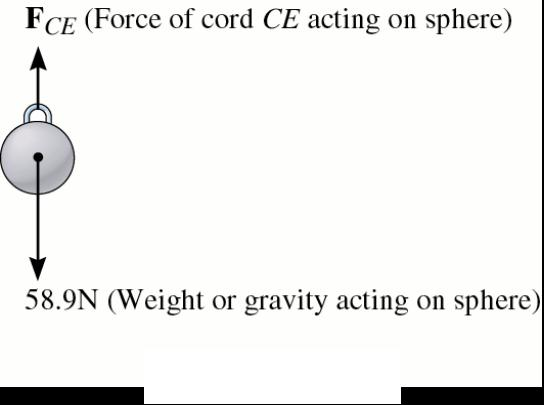 F_CE (Force of cord CE acting on sphere)
58.9N (Weight or gravity acting on sphere)